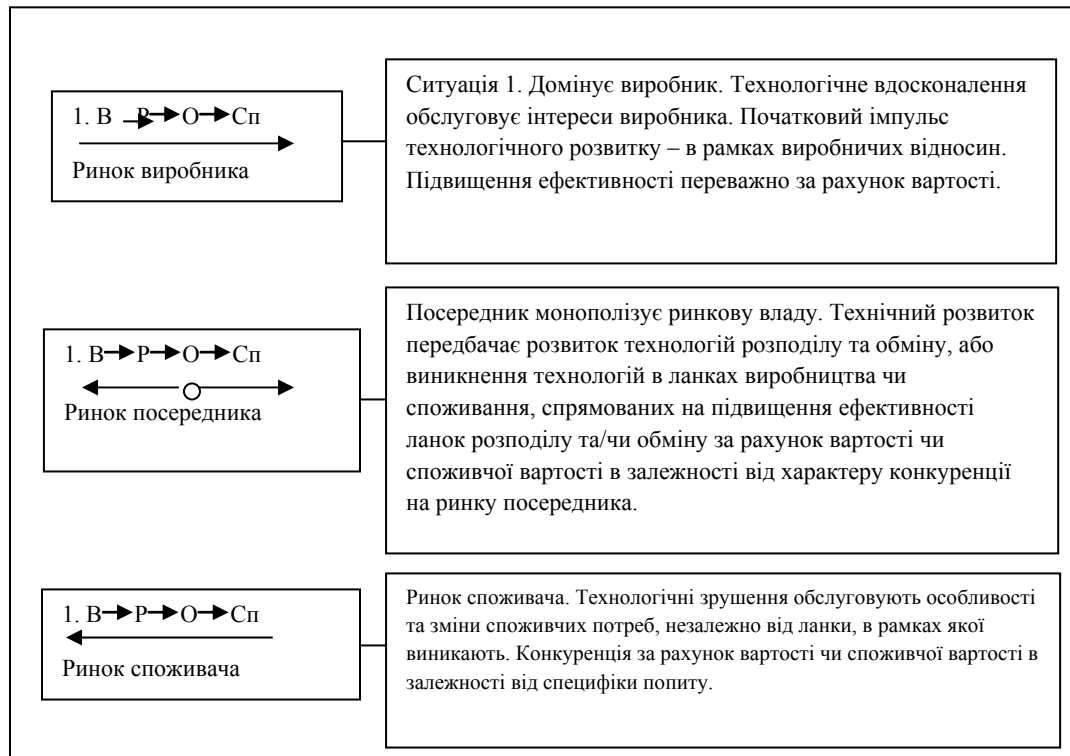 1. В Р О Сп
Ринок виробника
Ситуація 1. Домінує виробник. Технологічне вдосконалення
обслуговує інтереси виробника. Початковий імпульс
технологічного розвитку – в рамках виробничих відносин.
Підвищення ефективності переважно за рахунок вартості.
1. В Р О Сп
Ринок посередника
Посередник монополізує ринкову владу. Технічний розвиток
передбачає розвиток технологій розподілу та обміну, або
виникнення технологій в ланках виробництва чи
споживання, спрямованих на підвищення ефективності
ланок розподілу та/чи обміну за рахунок вартості чи
споживчої вартості в залежності від характеру конкуренції
на ринку посередника.
1. В Р О Сп
Ринок споживача
Ринок споживача. Технологічні зрушення обслуговують особливості
та зміни споживчих потреб, незалежно від ланки, в рамках якої
виникають. Конкуренція за рахунок вартості чи споживчої вартості в
залежності від специфіки попиту.